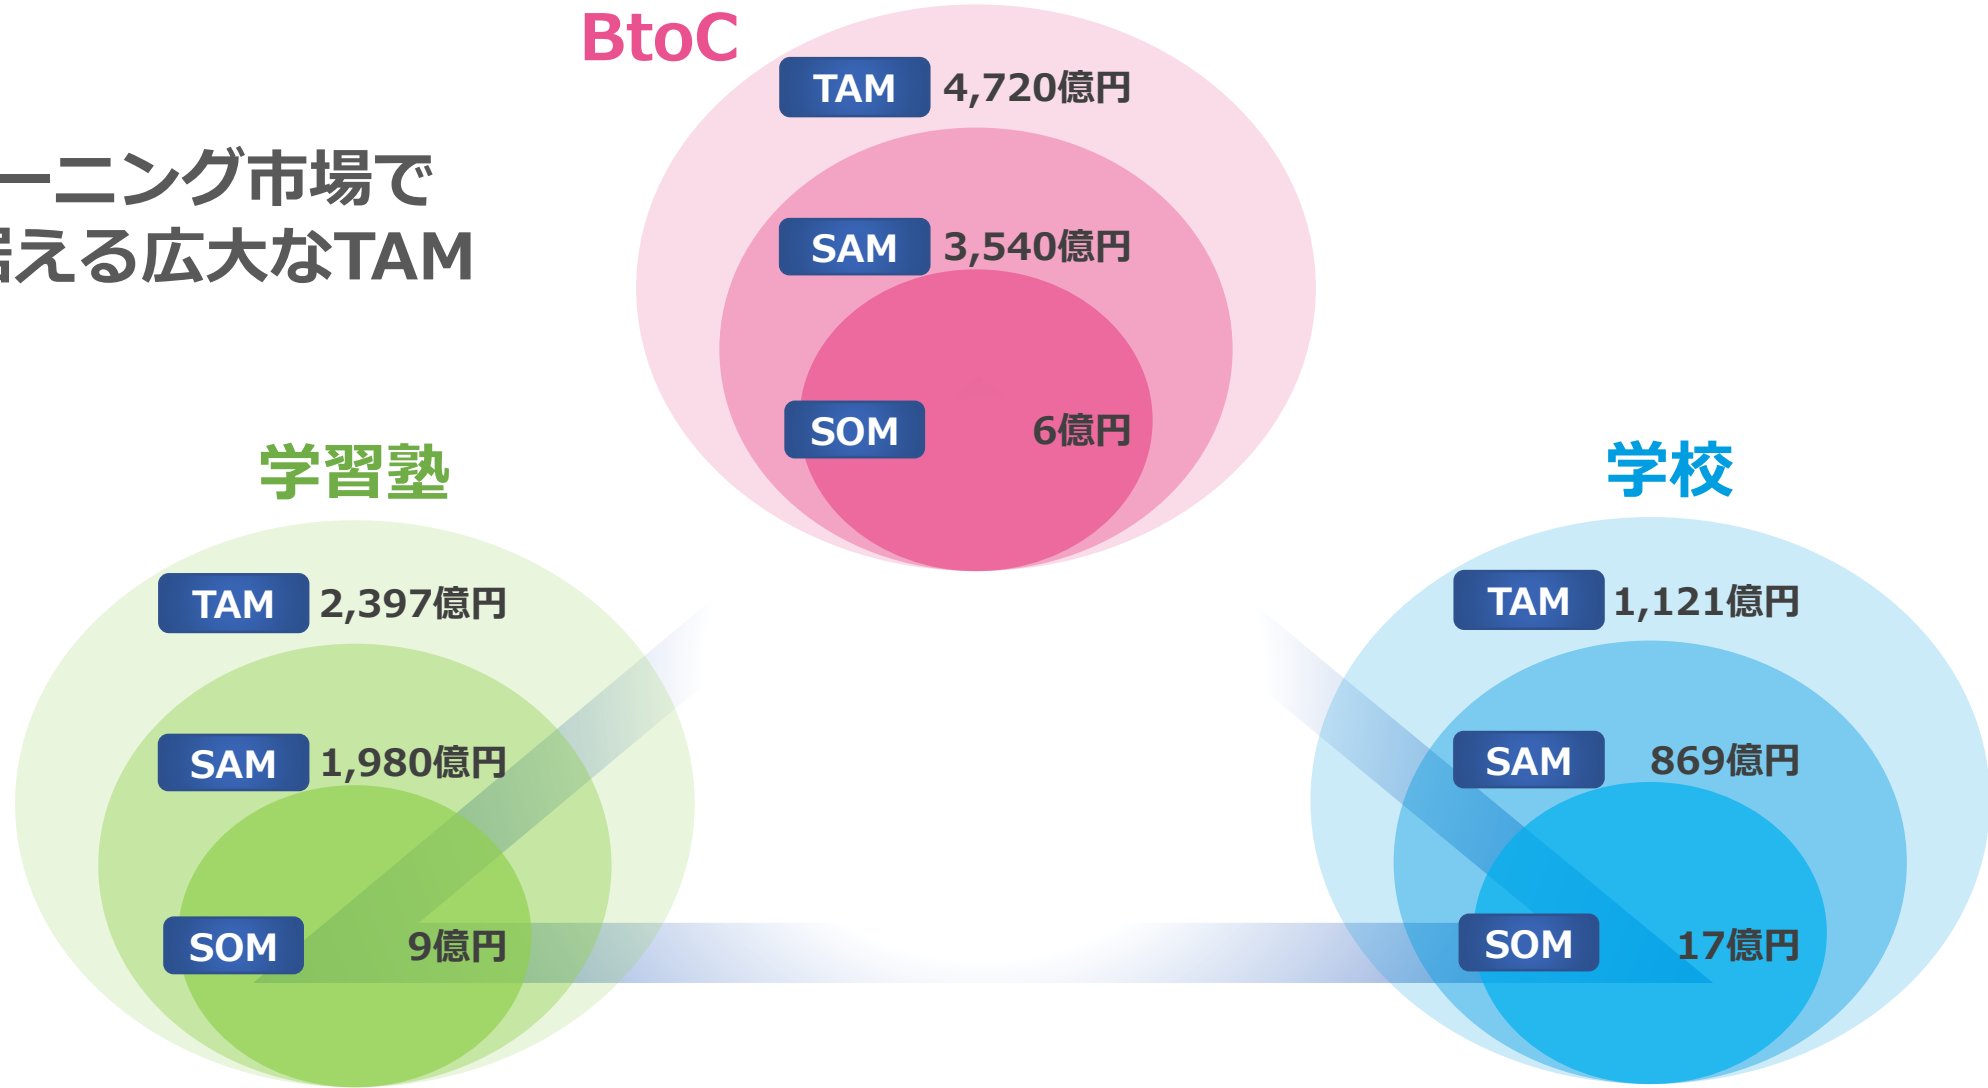 BtoC
TAM 4,720億円
ーニング市場で
える広大なTAM
SAM 3,540億円
SOM 6億円
学習塾
学校
TAM 2,397億円
SAM 1,980億円
SOM 9億円
TAM 1,121億円
SAM 869億円
SOM 17億円